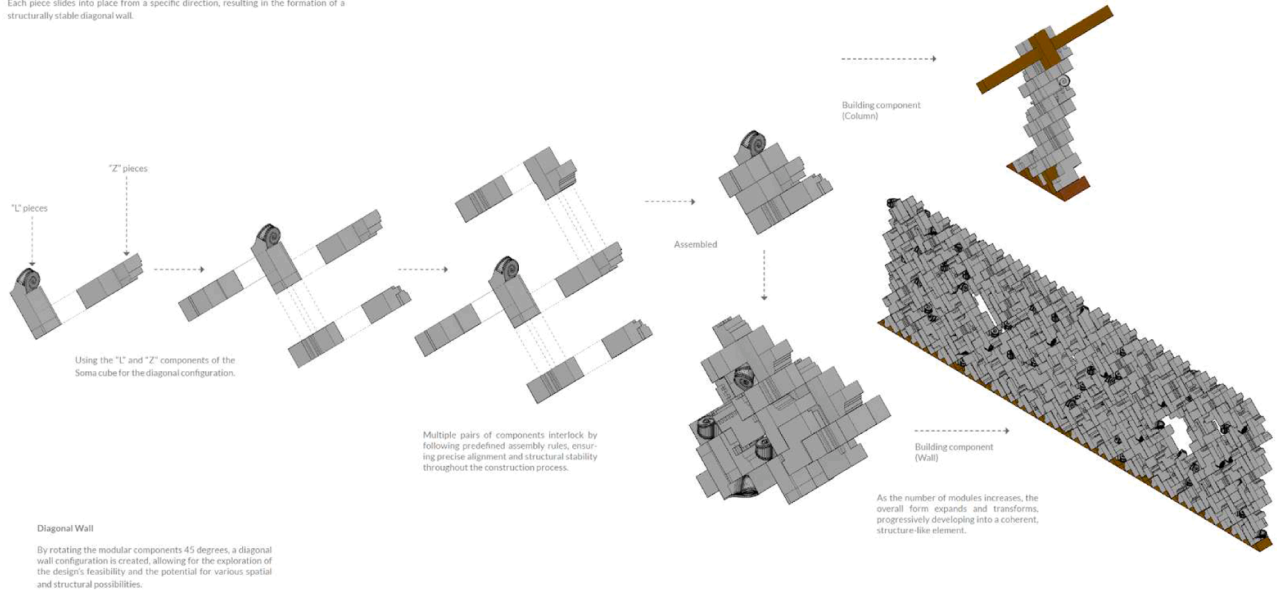 Each piece slides into place from a specific direction, resulting in the formation of a
structurally stable diagonal wall.
Building component
(Column)
"Z" pieces
"L" pieces
Assembled
Using the "L" and "Z" components of the
Soma cube for the diagonal configuration.
Multiple pairs of components interlock by
following predefined assembly rules, ensur-
ing precise alignment and structural stability
throughout the construction process.
Building component
(Wall)
As the number of modules increases, the
overall form expands and transforms,
progressively developing into a coherent,
structure-like element.
Diagonal Wall
By rotating the modular components 45 degrees, a diagonal
wall configuration is created, allowing for the exploration of
the design's feasibility and the potential for various spatial
and structural possibilities.